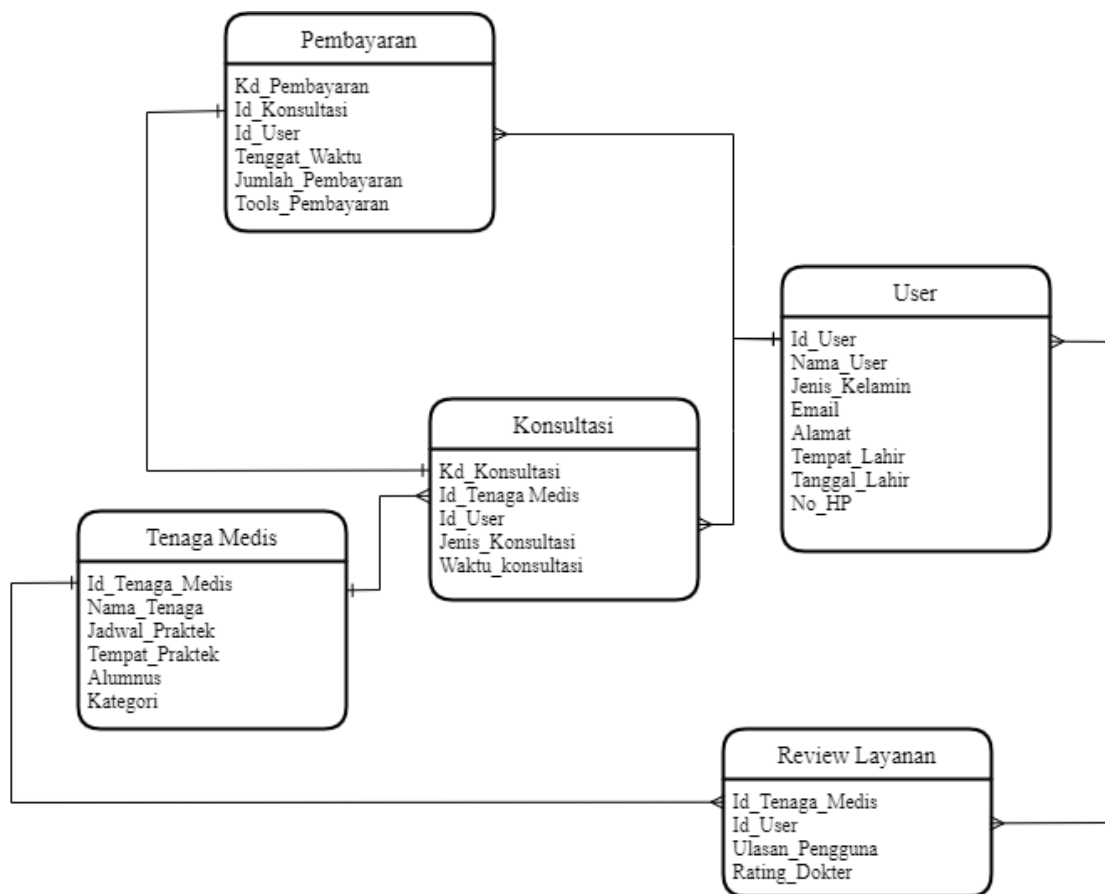 Pembayaran
Kd_Pembayaran
Id_Konsultasi
Id_User
Tenggat_Waktu
Jumlah_Pembayaran
Tools_Pembayaran
User
Id_User
Nama_User
Jenis_Kelamin
Email
Alamat
Tempat_Lahir
Tanggal_Lahir
No_HP
Konsultasi
Kd_Konsultasi
Id_Tenaga Medis
Id_User
Jenis_Konsultasi
Waktu_konsultasi
Tenaga Medis
Id_Tenaga_Medis
Nama_Tenaga
Jadwal_Praktek
Tempat_Praktek
Alumnus
Kategori
Review Layanan
Id_Tenaga_Medis
Id_User
Ulasan_Pengguna
Rating_Dokter